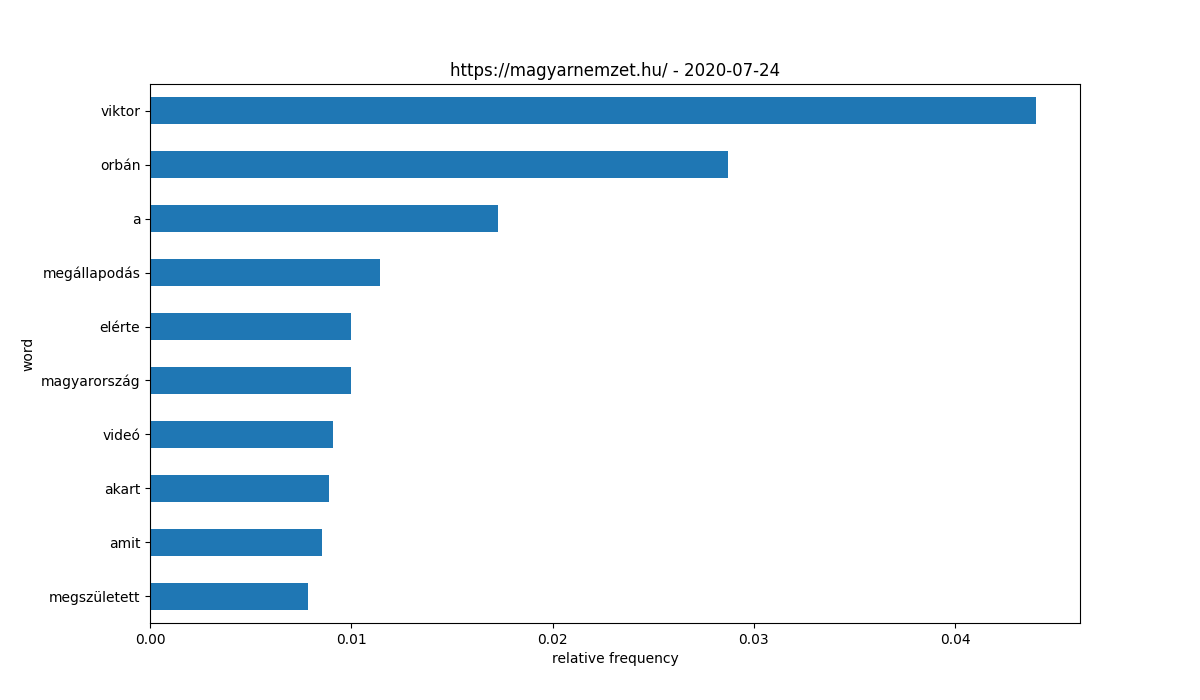 https://magyarnemzet.hu/ - 2020-07-24
viktor
orbán
a
megállapodás
elérte
magyarország
videó
akart
amit
megszületett
word
0.00 0.01 0.02 0.03 0.04
relative frequency